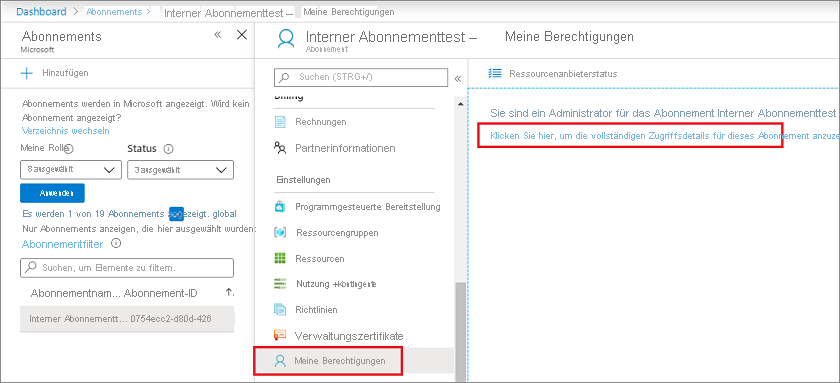 Dashboard > Abonnements > Interner Abonnementtest – Meine Berechtigungen
Abonnements
Microsoft
Hinzufügen
Abonnements werden in Microsoft angezeigt. Wird kein
Abonnement angezeigt?
Verzeichnis wechseln
Meine Rolle
Status
8 ausgewählt
3 ausgewählt
Anwenden
Es werden 1 von 19 Abonnements angezeigt. global
Nur Abonnements anzeigen, die hier ausgewählt wurden:
Abonnementfilter
Suchen, um Elemente zu filtern.
Abonnementnam... Abonnement-ID
Interner Abonnementt... 0754ecc2-d80d-426
Interner Abonnementtest –
Abonnement
Suchen (STRG+/)
Billing
Rechnungen
Partnerinformationen
Einstellungen
Programmgesteuerte Bereitstellung
Ressourcengruppen
Ressourcen
Nutzung +Kontingente
Richtlinien
Verwaltungszertifikate
Meine Berechtigungen
Meine Berechtigungen
Ressourcenanbieterstatus
Sie sind ein Administrator für das Abonnement Interner Abonnementtest
Klicken Sie hier, um die vollständigen Zugriffsdetails für dieses Abonnement anzuze